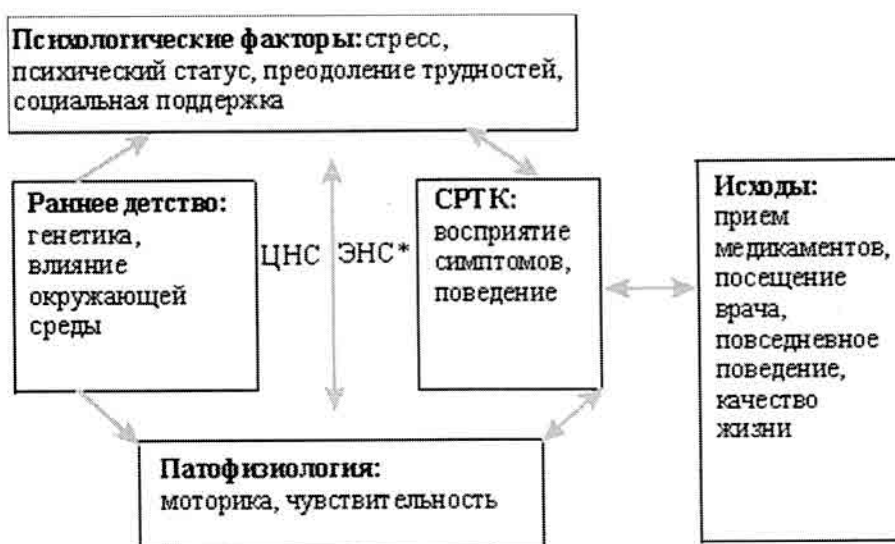 Психологические факторы:стресс,
психический статус, преодоление трудностей,
социальная поддержка
Раннее детство:
генетика,
влияние
окружающей
среды
ЦНС ЭНС*
СРТК:
восприятие
симптомов,
поведение
Исходы:
прием
медикаментов,
посещение
врача,
повседневное
поведение,
качество
жизни
Патофизиология:
моторика, чувствительность